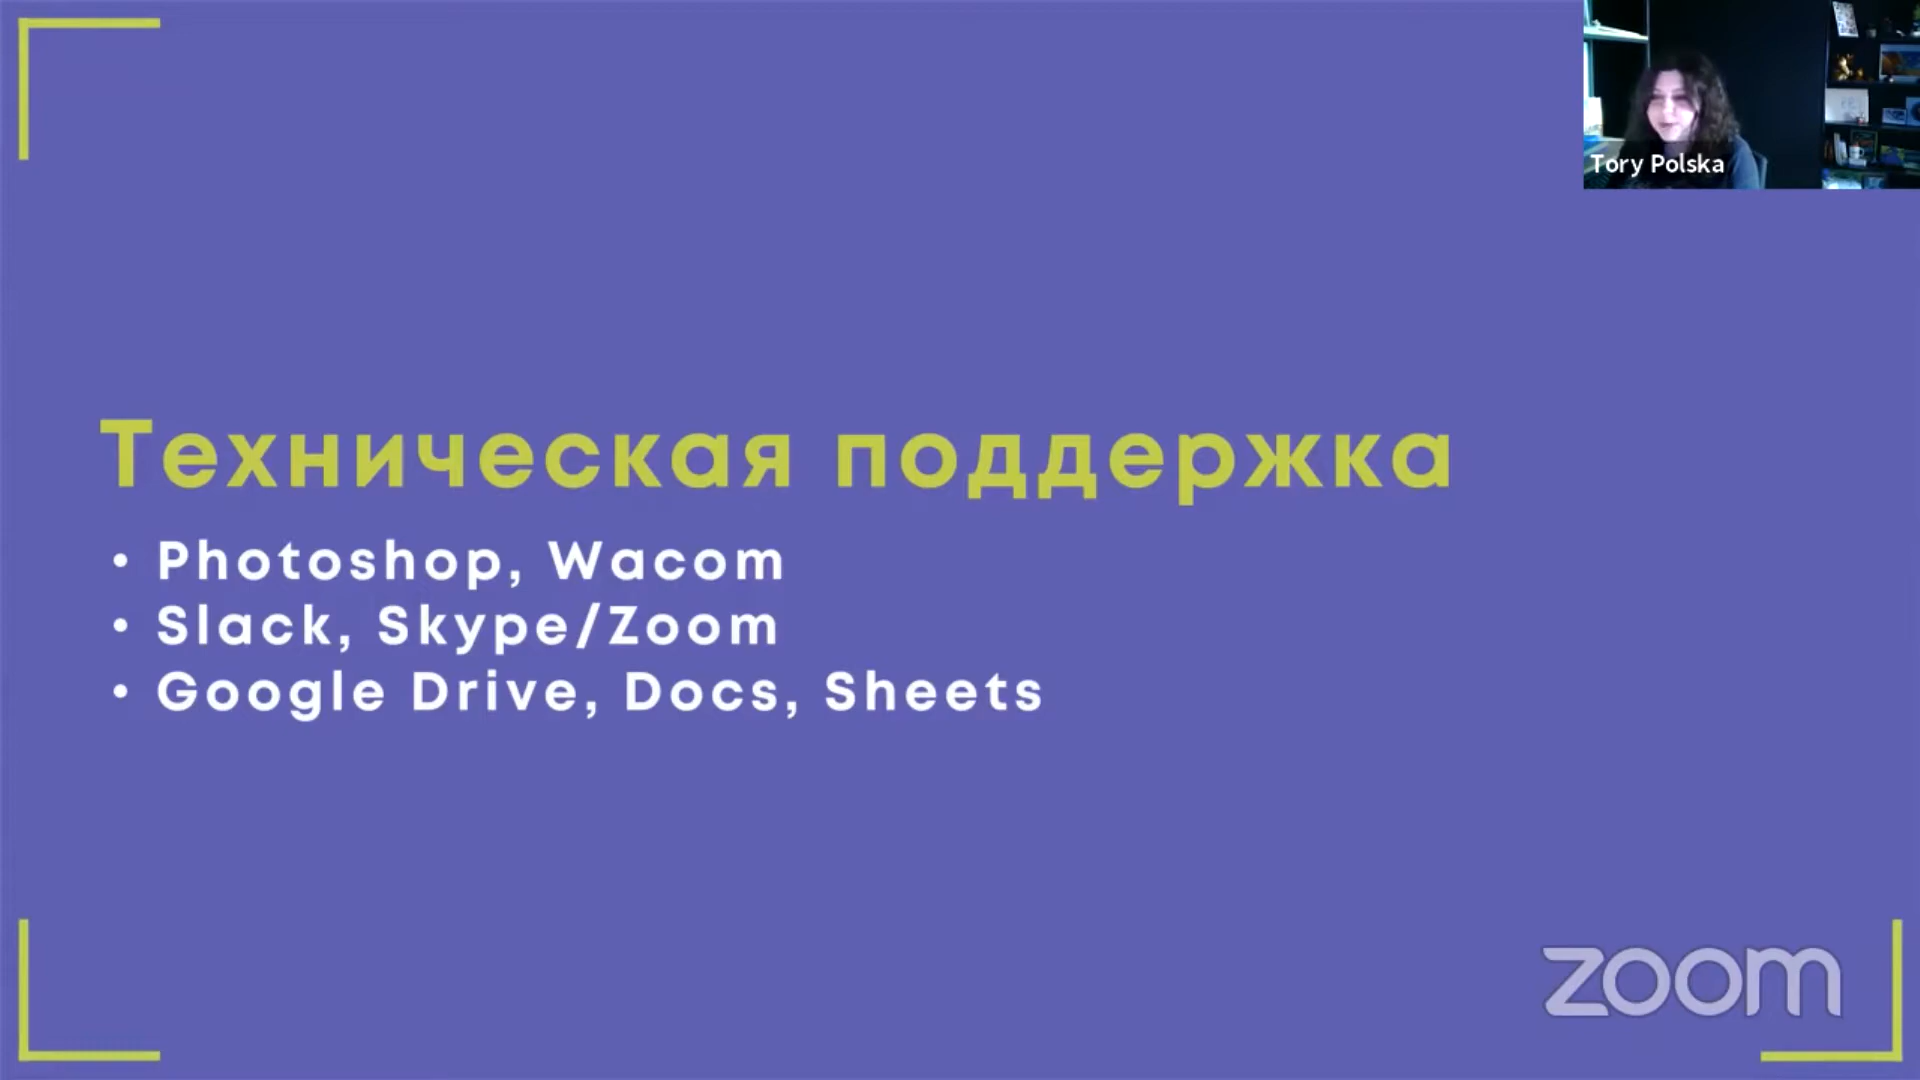 Tory Polska
Техническая поддержка
• Photoshop, Wacom
• Slack, Skype/Zoom
• Google Drive, Docs, Sheets
zoom